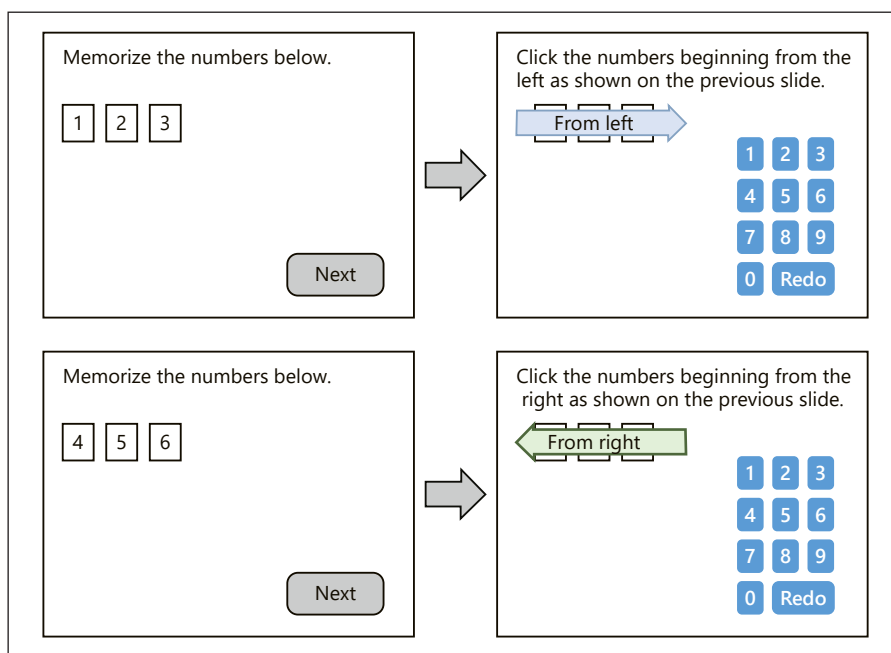 Memorize the numbers below.
1 2 3
Next
Click the numbers beginning from the
left as shown on the previous slide.
From left
1 2 3
4 5 6
7 8 9
0 Redo
Memorize the numbers below.
4 5 6
Next
Click the numbers beginning from the
right as shown on the previous slide.
From right
1 2 3
4 5 6
7 8 9
0 Redo